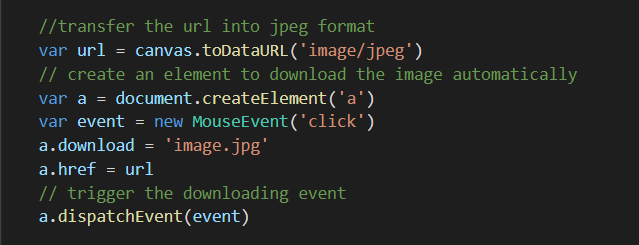 //transfer the url into jpeg format
var url = canvas.toDataURL('image/jpeg')
// create an element to download the image automatically
var a = document.createElement('a')
var event = new MouseEvent('click')
a.download = 'image.jpg'
a.href = url
// trigger the downloading event
a.dispatchEvent(event)